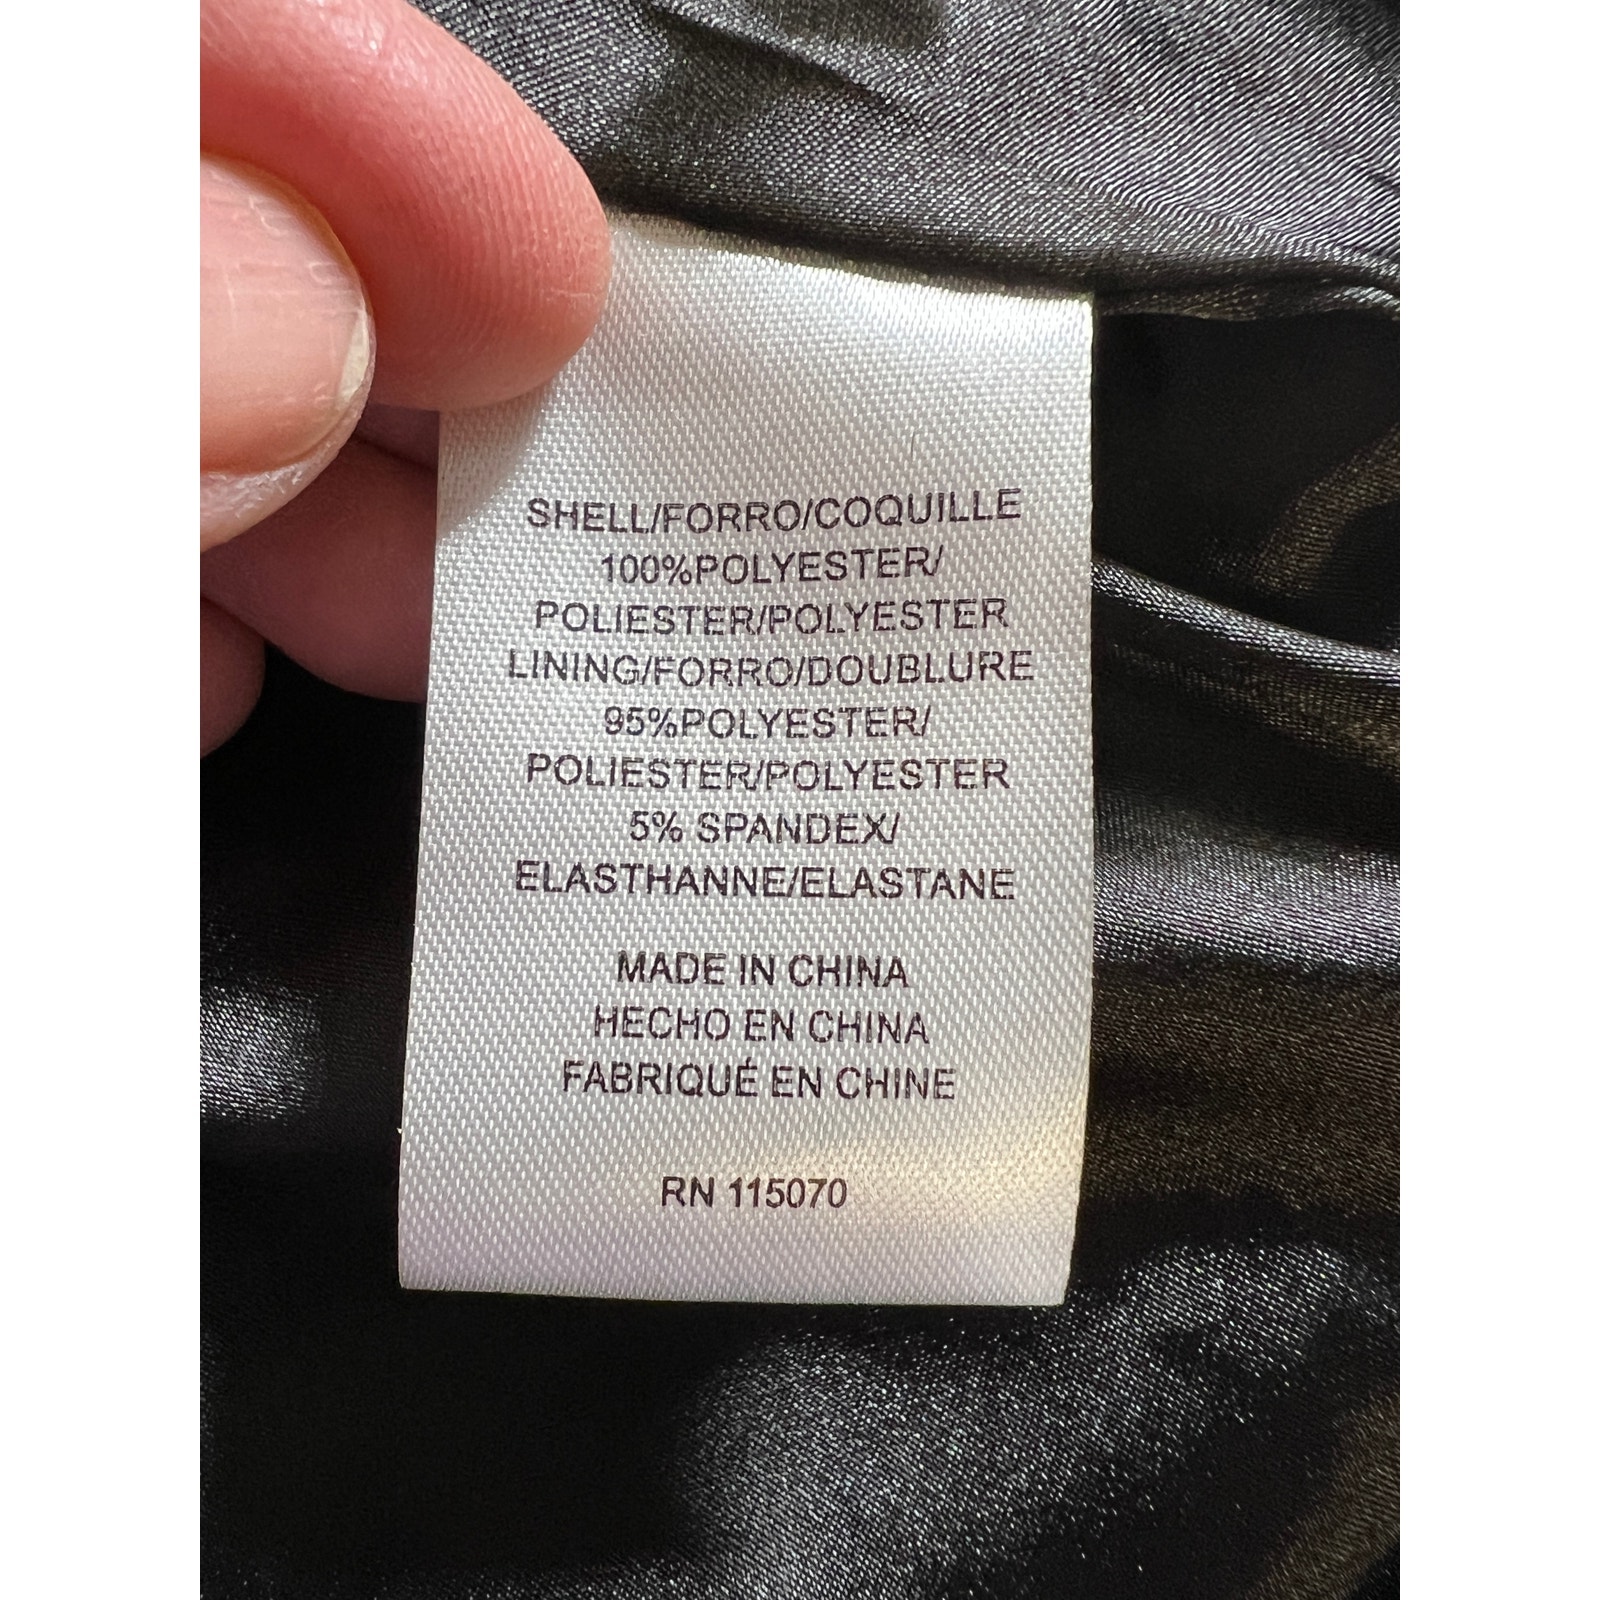 SHELL/FORRO/COQUILLE
100%POLYESTER/
POLIESTER/POLYESTER
LINING/FORRO/DOUBLURE
95%POLYESTER/
POLIESTER/POLYESTER
5% SPANDEX/
ELASTHANNE/ELASTANE
MADE IN CHINA
HECHO EN CHINA
FABRIQUÉ EN CHINE
RN 115070